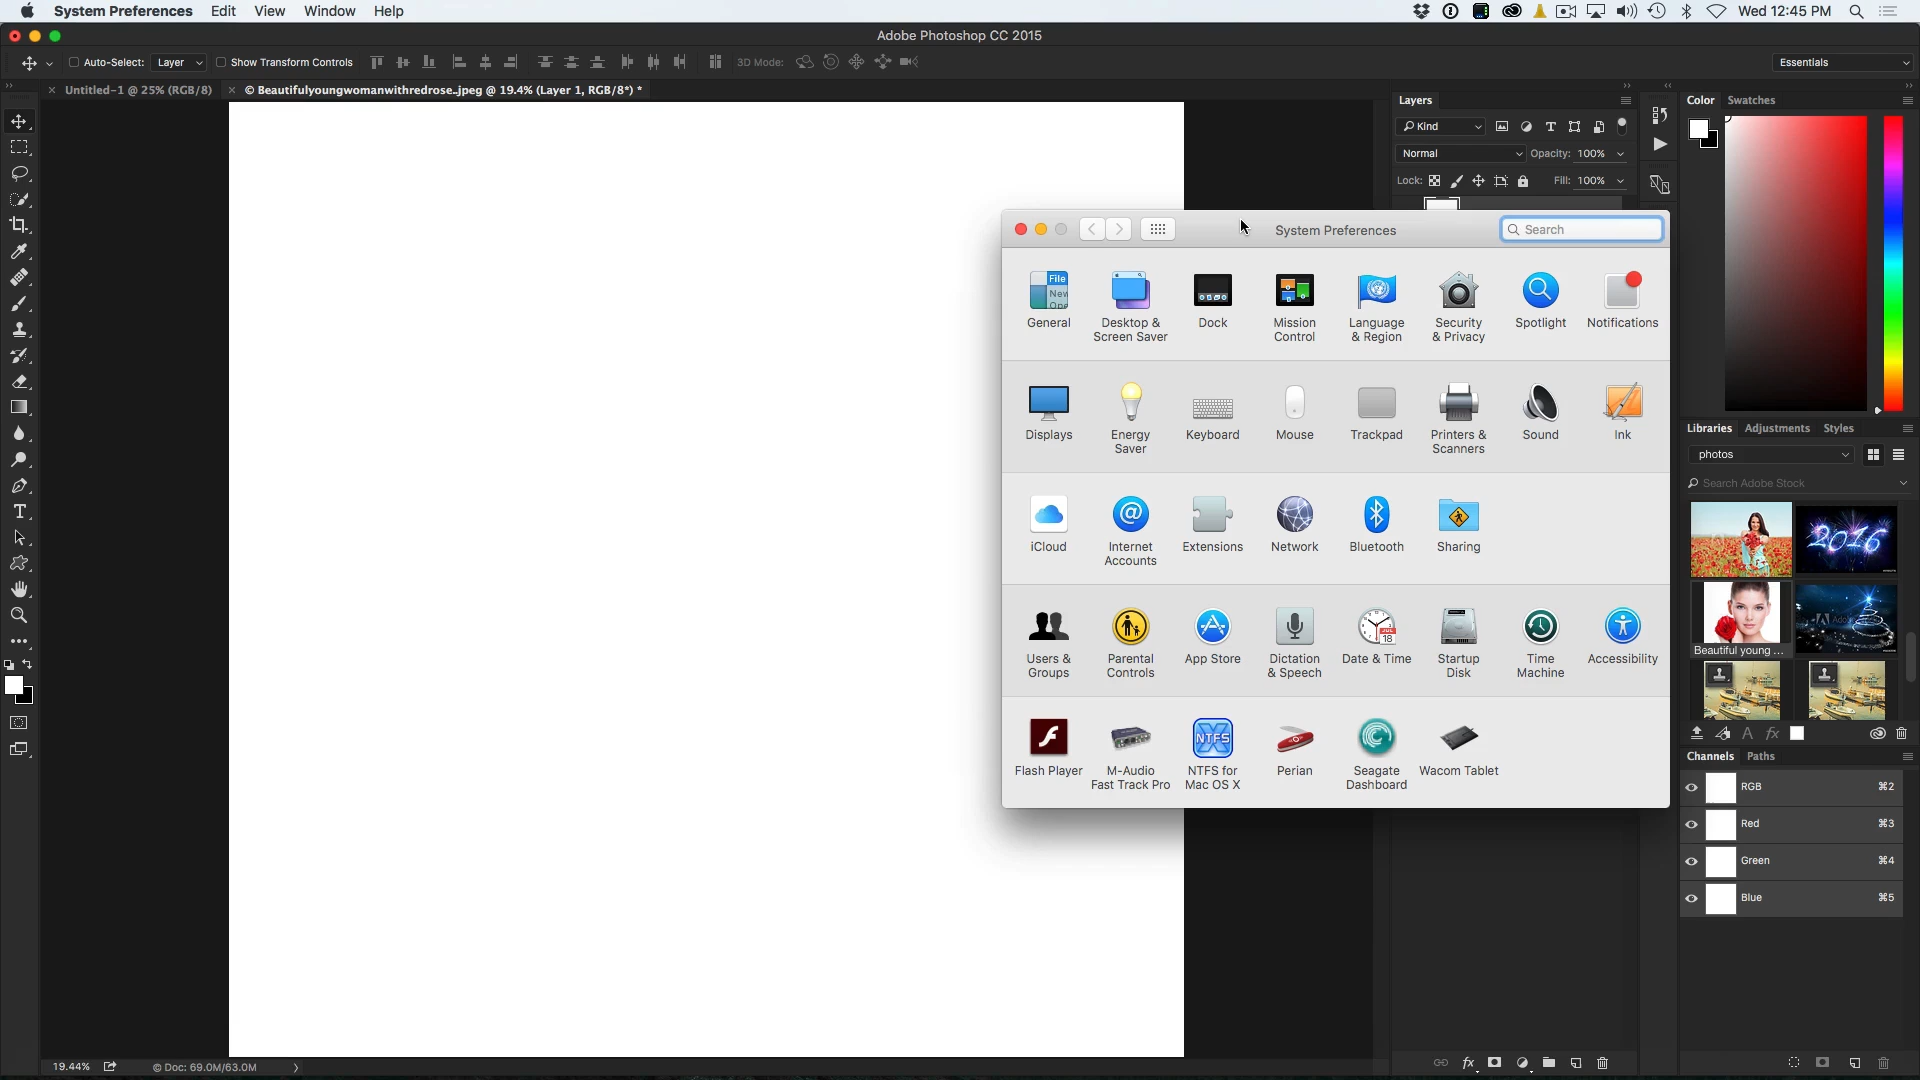 System Preferences Edit View Window Help
Wed 12:45 PM
Adobe Photoshop CC 2015
Auto-Select: Layer Show Transform Controls 3D Mode: Essentials
Untitled-1 @ 25% (RGB/8) © Beautifulyoungwomanwithredrose..jpeg @ 19.4% (Layer 1, RGB/8*) *
Layers
Kind
Normal Opacity: 100%
Lock: Fill: 100%
Color Swatches
System Preferences
Search
General
Desktop &
Screen Saver
Dock
Mission
Control
Language
& Region
Security
& Privacy
Spotlight
Notifications
Displays
Energy
Saver
Keyboard
Mouse
Trackpad
Printers &
Scanners
Sound
Ink
iCloud
Internet
Accounts
Extensions
Network
Bluetooth
Sharing
Users &
Groups
Parental
Controls
App Store
Dictation
& Speech
Date & Time
Startup
Disk
Time
Machine
Accessibility
Flash Player
M-Audio
Fast Track Pro
NTFS
NTFS for
Mac OS X
Perian
Seagate
Dashboard
Wacom Tablet
File
New
JUL
18
Libraries Adjustments Styles
photos
Search Adobe Stock
2016
Beautiful young ...
Channels Paths
RGB ⌘2
Red ⌘3
Green ⌘4
Blue ⌘5
19.44% © Doc: 69.0M/63.0M